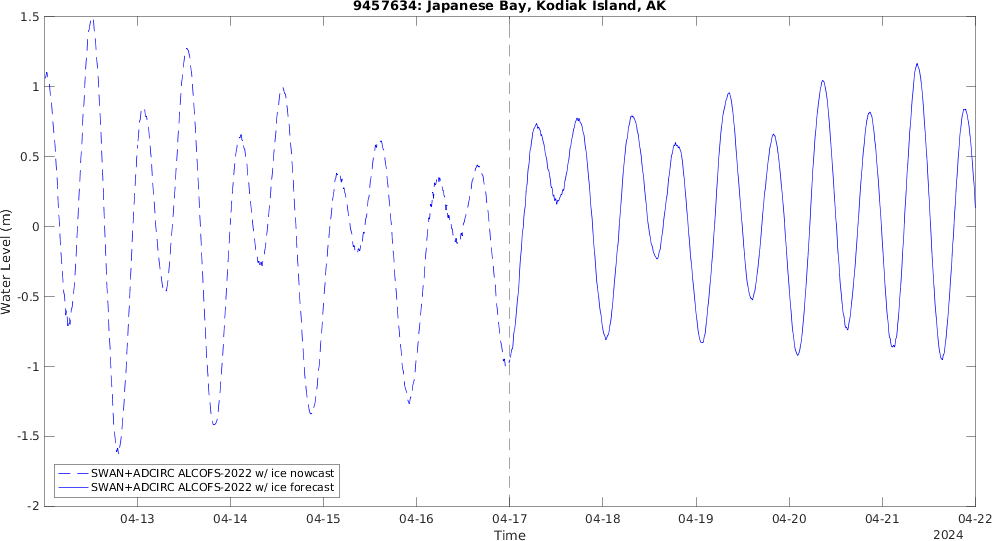 9457634: Japanese Bay, Kodiak Island, AK
Water Level (m)
1.5
1
0.5
0
-0.5
-1
-1.5
-2
SWAN+ADCIRC ALCOFS-2022 w/ ice nowcast
SWAN+ADCIRC ALCOFS-2022 w/ ice forecast
04-13 04-14 04-15 04-16 04-17 04-18 04-19 04-20 04-21 04-22
Time
2024